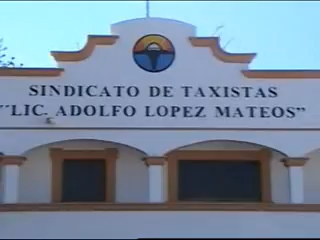 SINDICATO DE TAXISTAS
"LIC. ADOLFO LOPEZ MATEOS"